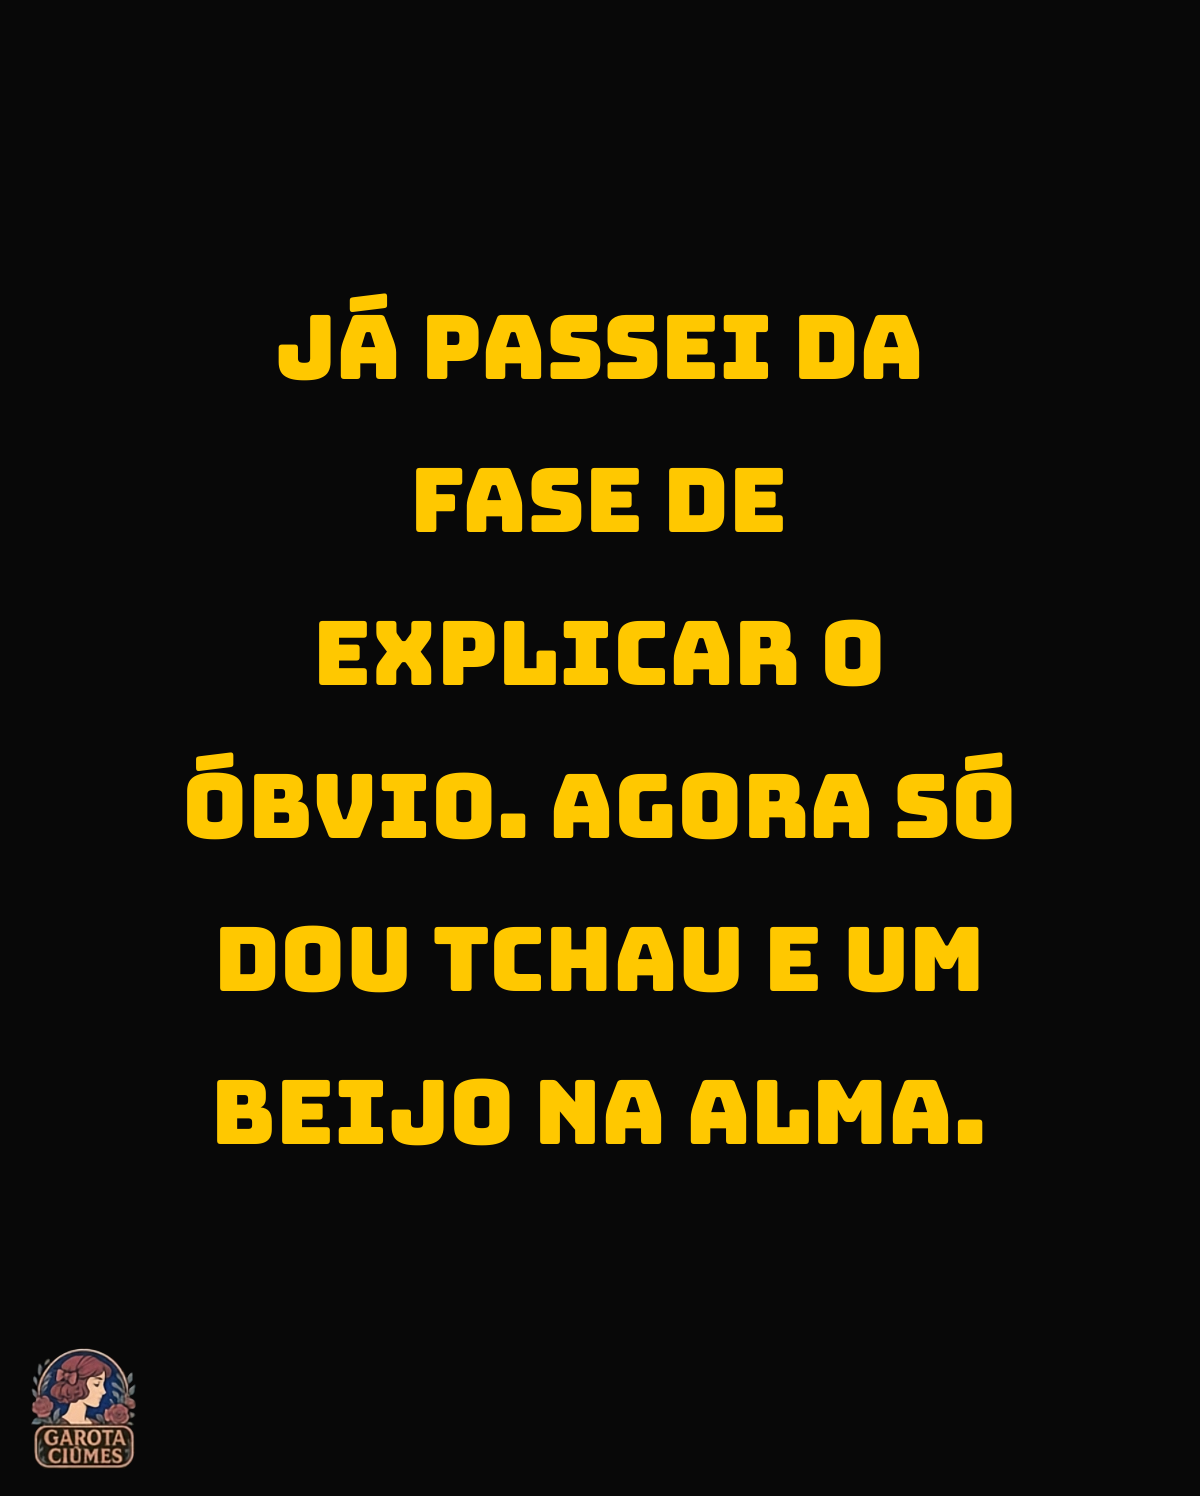 JÁ PASSEI DA
FASE DE
EXPLICAR O
ÓBVIO. AGORA SÓ
DOU TCHAU E UM
BEIJO NA ALMA.
GAROTA
CIÚMES